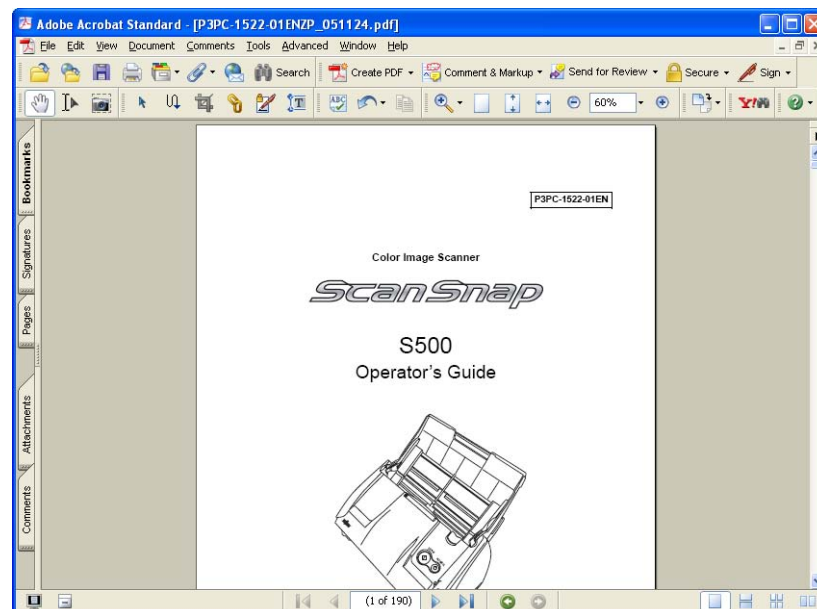 Adobe Acrobat Standard - [P3PC-1522-01ENZP_051124.pdf]
File Edit View Document Comments Tools Advanced Window Help
Search Create PDF Comment & Markup Send for Review Secure Sign
ABC 60% Y! ?
Bookmarks
Signatures
Pages
Attachments
Comments
P3PC-1522-01EN
Color Image Scanner
ScanSnap
S500
Operator's Guide
(1 of 190)